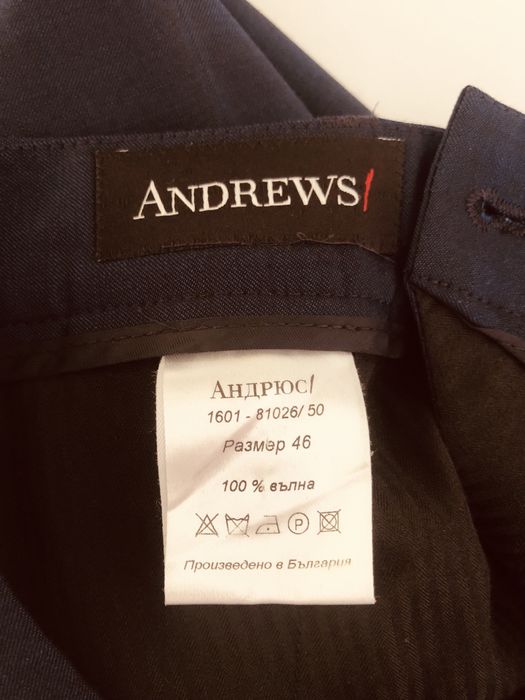 ANDREWS/
АНДРЮС/
1601 - 81026/ 50
Размер 46
100 % вълна
P
Произведено в България